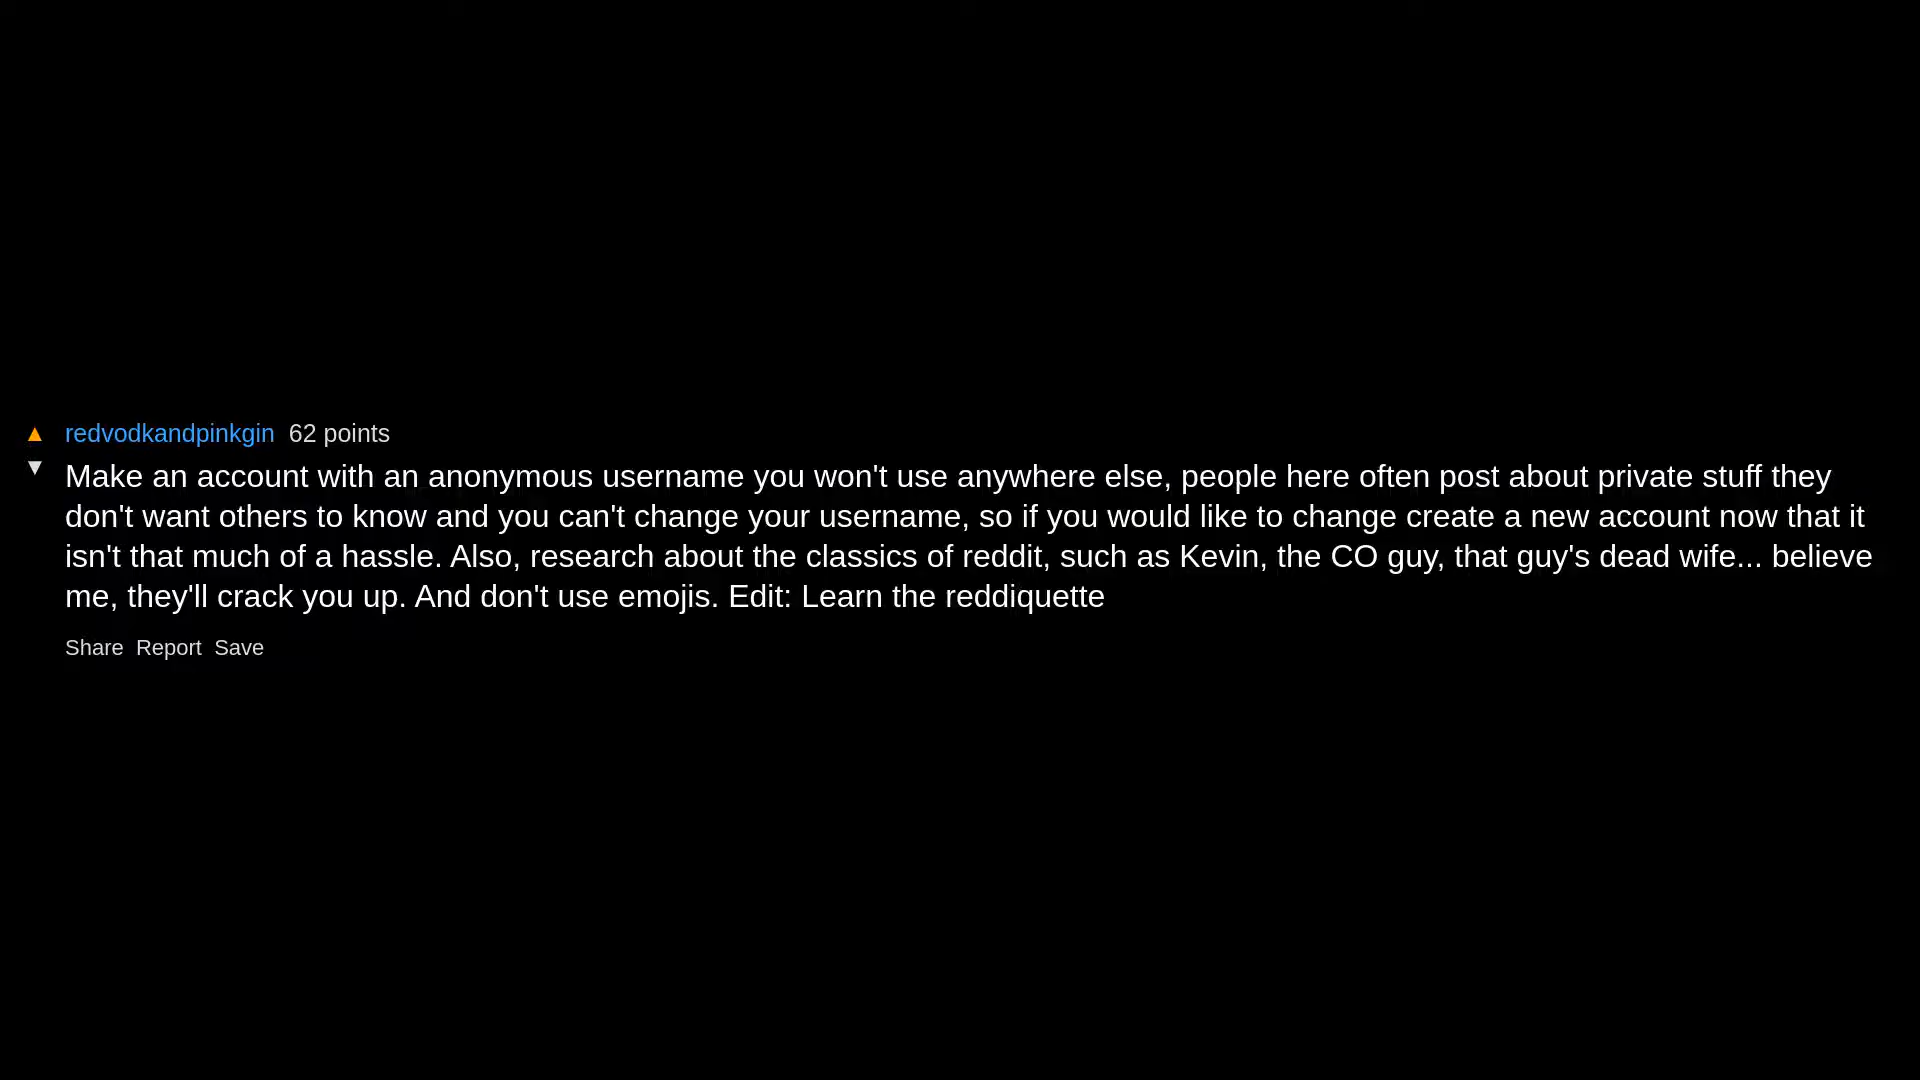 ▲ redvodkandpinkgin 62 points
▼ Make an account with an anonymous username you won't use anywhere else, people here often post about private stuff they
don't want others to know and you can't change your username, so if you would like to change create a new account now that it
isn't that much of a hassle. Also, research about the classics of reddit, such as Kevin, the CO guy, that guy's dead wife... believe
me, they'll crack you up. And don't use emojis. Edit: Learn the reddiquette
Share Report Save